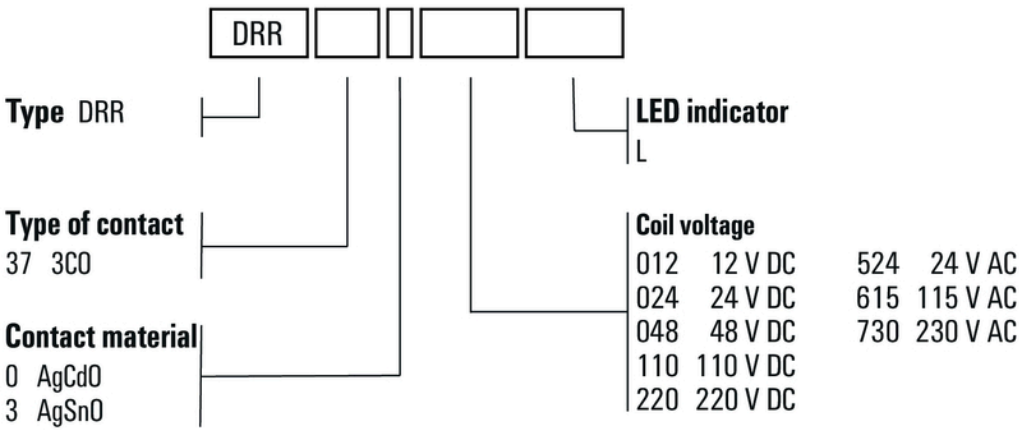 DRR
Type DRR
LED indicator
L
Type of contact
37 3CO
Contact material
0 AgCdO
3 AgSnO
Coil voltage
012 12 V DC 524 24 V AC
024 24 V DC 615 115 V AC
048 48 V DC 730 230 V AC
110 110 V DC
220 220 V DC